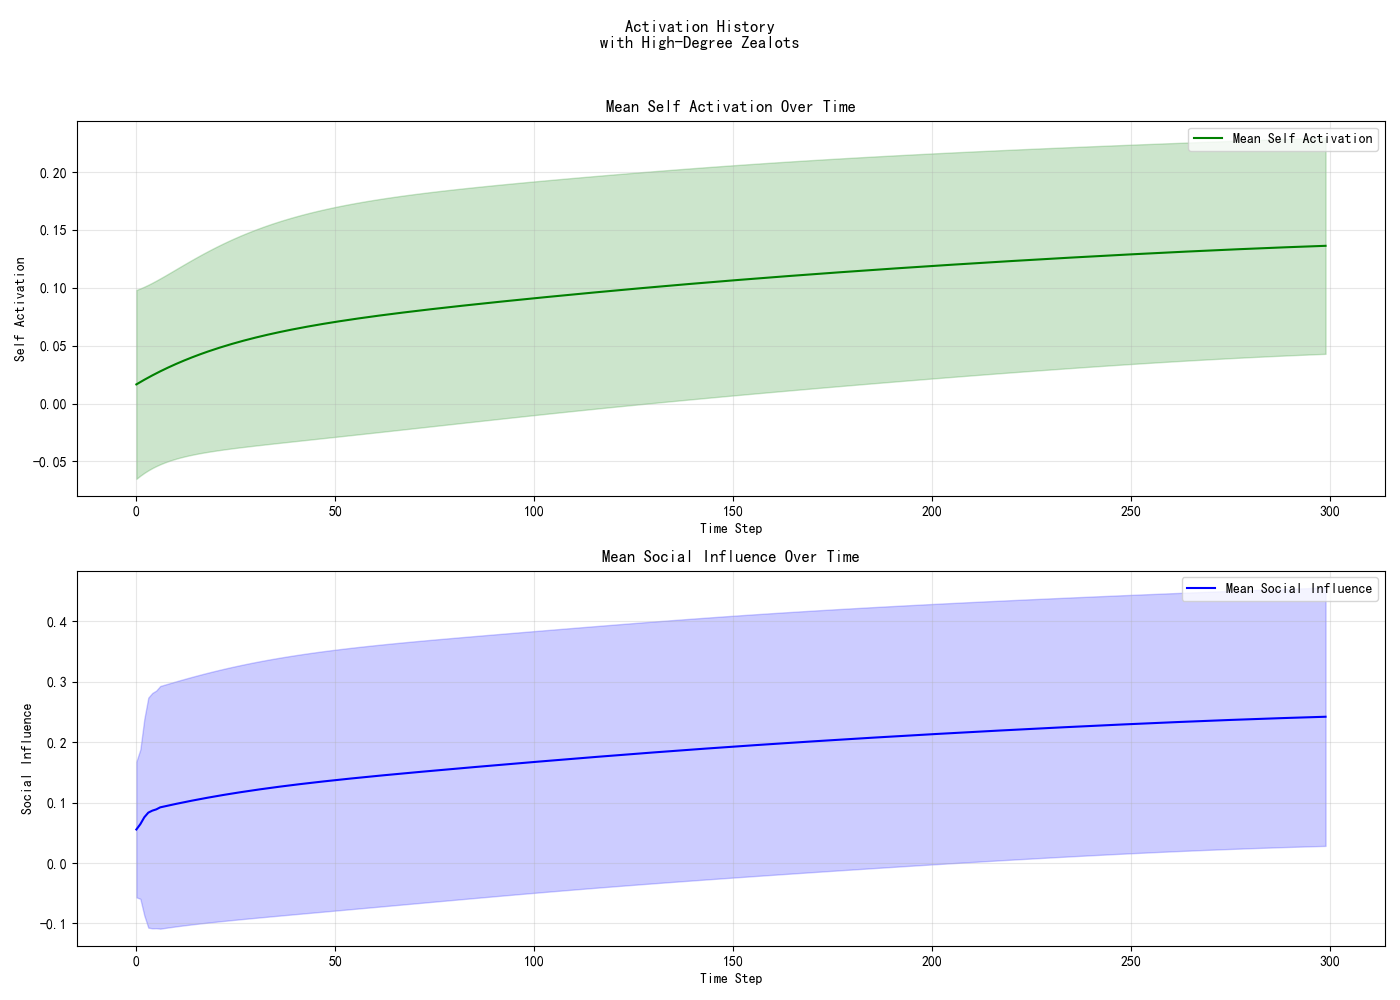 Activation History
with High-Degree Zealots
Mean Self Activation Over Time
Mean Self Activation
Self Activation
0.20
0.15
0.10
0.05
0.00
-0.05
0 50 100 150 200 250 300
Time Step
Mean Social Influence Over Time
Mean Social Influence
Social Influence
0.4
0.3
0.2
0.1
0.0
-0.1
0 50 100 150 200 250 300
Time Step